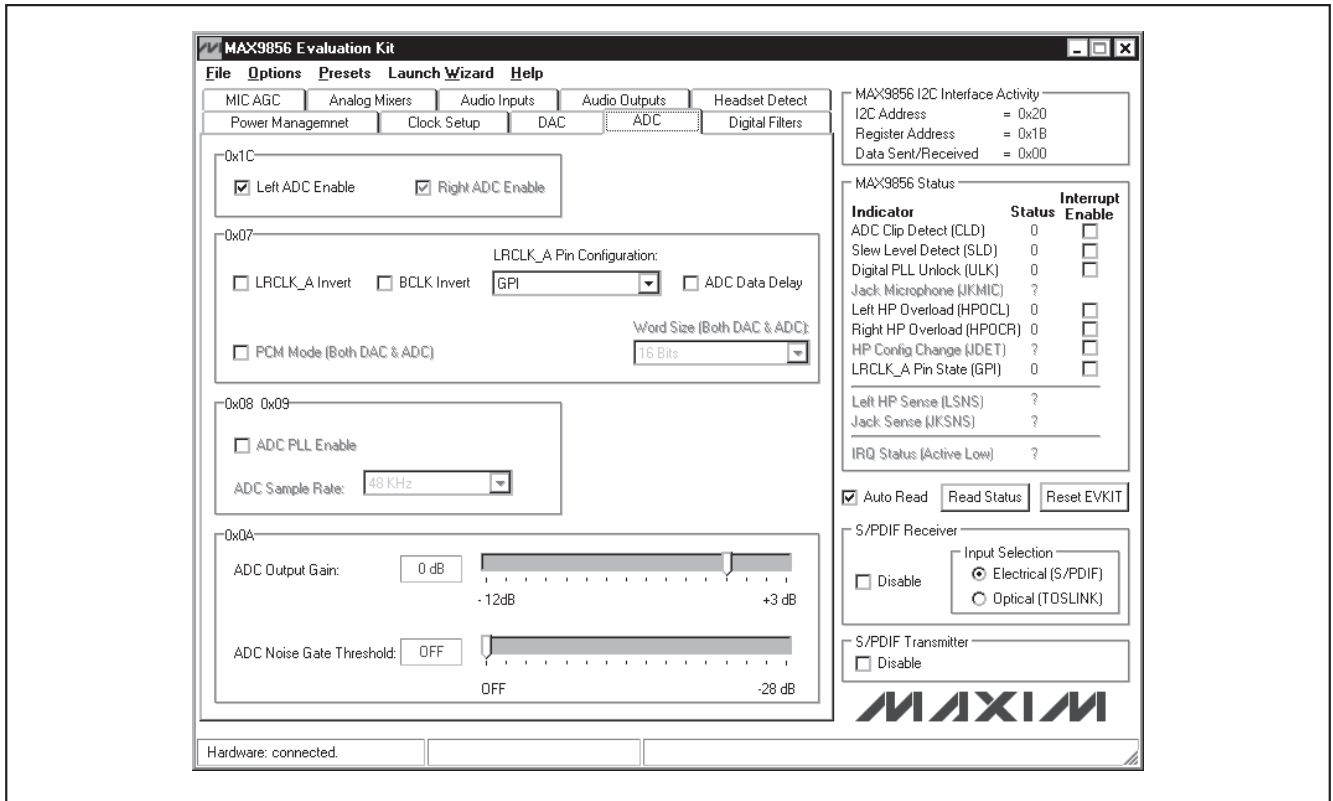 MAX9856 Evaluation Kit
File Options Presets Launch Wizard Help
MIC AGC Analog Mixers Audio Inputs Audio Outputs Headset Detect
Power Managemnet Clock Setup DAC ADC Digital Filters
0x1C
Left ADC Enable Right ADC Enable
0x07
LRCLK_A Pin Configuration:
LRCLK_A Invert BCLK Invert GPI ADC Data Delay
Word Size (Both DAC & ADC):
PCM Mode (Both DAC & ADC) 16 Bits
0x08 0x09
ADC PLL Enable
ADC Sample Rate: 48 KHz
0x0A
ADC Output Gain: 0 dB
- 12dB +3 dB
ADC Noise Gate Threshold: OFF
OFF -28 dB
MAX9856 I2C Interface Activity
I2C Address = 0x20
Register Address = 0x1B
Data Sent/Received = 0x00
MAX9856 Status
Interrupt
Indicator Status Enable
ADC Clip Detect (CLD) 0
Slew Level Detect (SLD) 0
Digital PLL Unlock (ULK) 0
Jack Microphone (JKMIC) ?
Left HP Overload (HPOCL) 0
Right HP Overload (HPOCR) 0
HP Config Change (JDET) ?
LRCLK_A Pin State (GPI) 0
Left HP Sense (LSNS) ?
Jack Sense (JKSNS) ?
IRQ Status (Active Low) ?
Auto Read Read Status Reset EVKIT
S/PDIF Receiver
Input Selection
Disable Electrical (S/PDIF)
Optical (TOSLINK)
S/PDIF Transmitter
Disable
MAXIM
Hardware: connected.